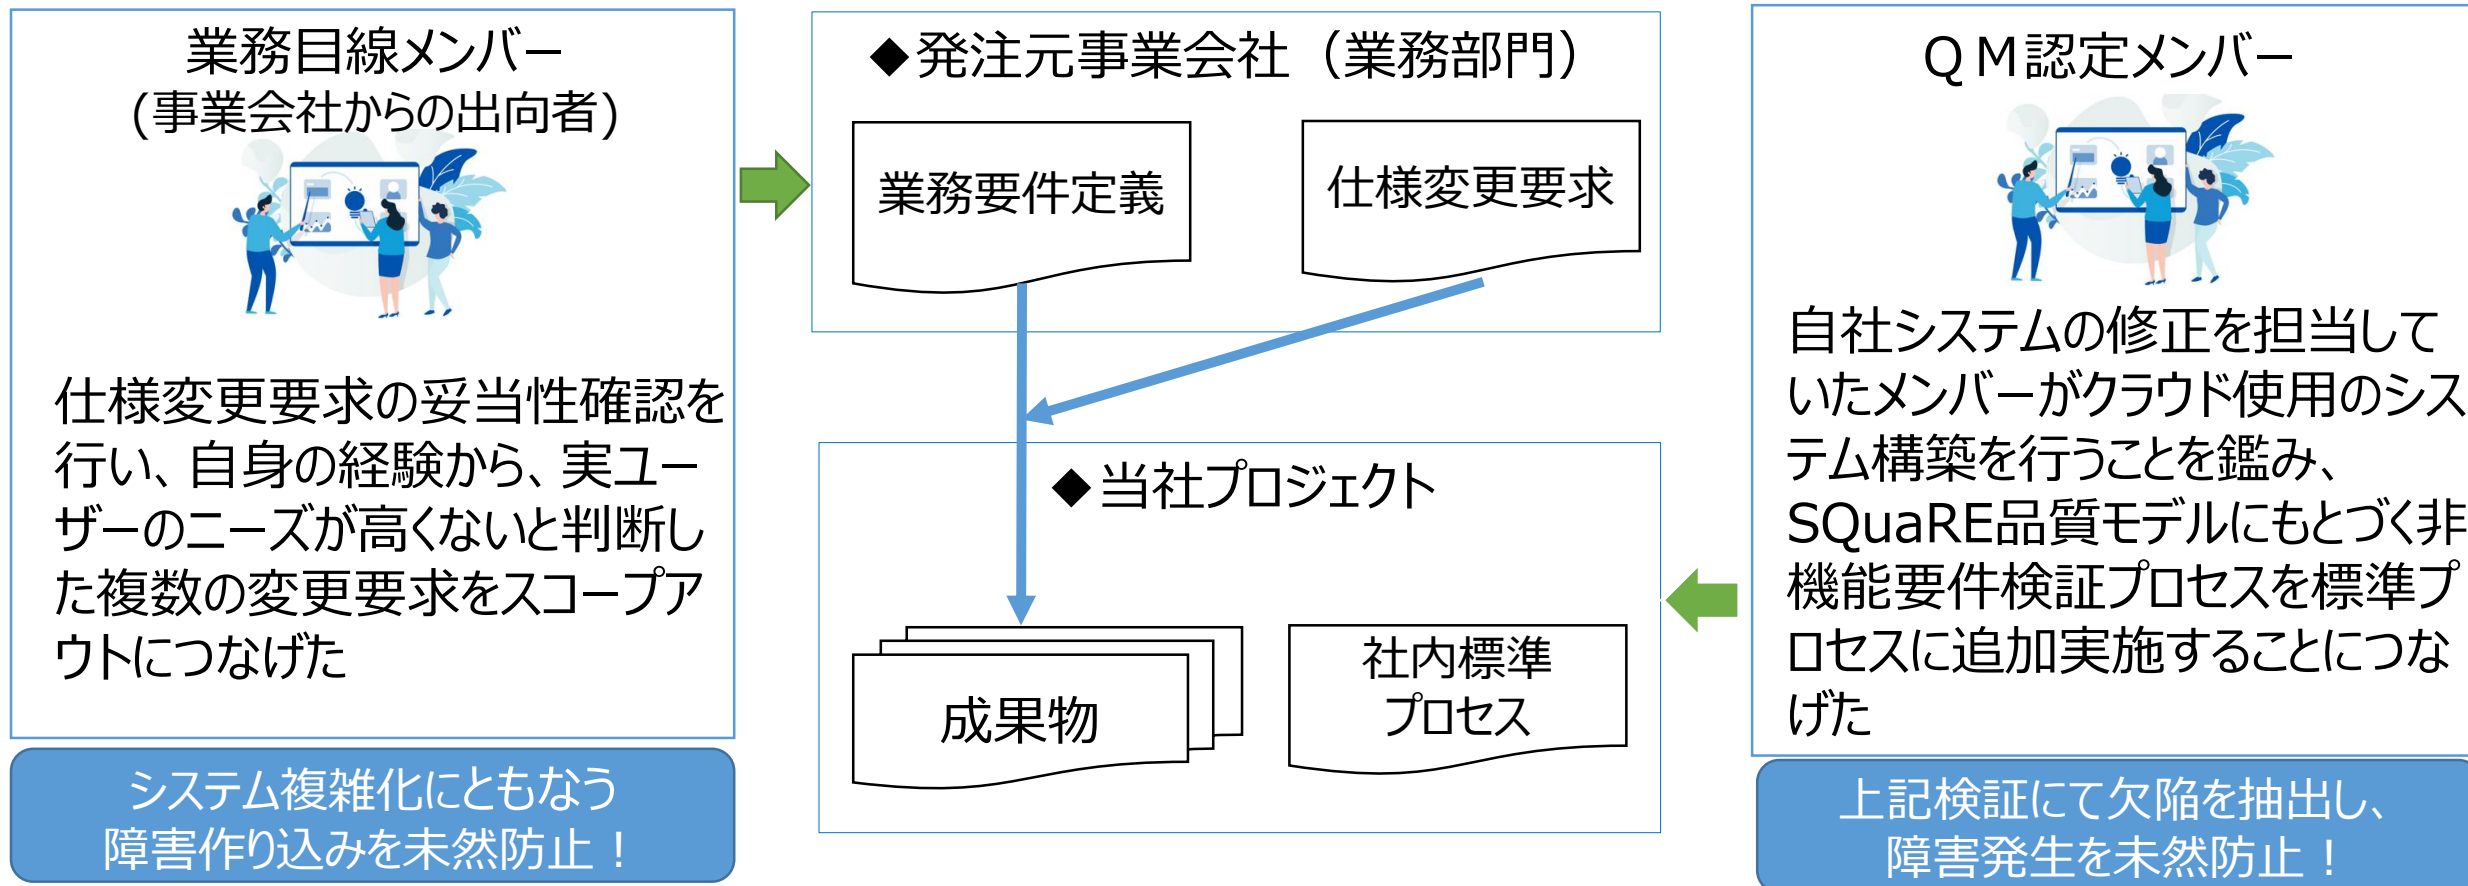 業務目線メンバー
(事業会社からの出向者)
仕様変更要求の妥当性確認を
行い、自身の経験から、実ユー
ザーのニーズが高くないと判断し
た複数の変更要求をスコープア
ウトにつなげた
システム複雑化にともなう
障害作り込みを未然防止！
◆発注元事業会社（業務部門）
業務要件定義
仕様変更要求
◆当社プロジェクト
成果物
社内標準
プロセス
ＱＭ認定メンバー
自社システムの修正を担当して
いたメンバーがクラウド使用のシス
テム構築を行うことを鑑み、
SQuaRE品質モデルにもとづく非
機能要件検証プロセスを標準プ
ロセスに追加実施することにつな
げた
上記検証にて欠陥を抽出し、
障害発生を未然防止！